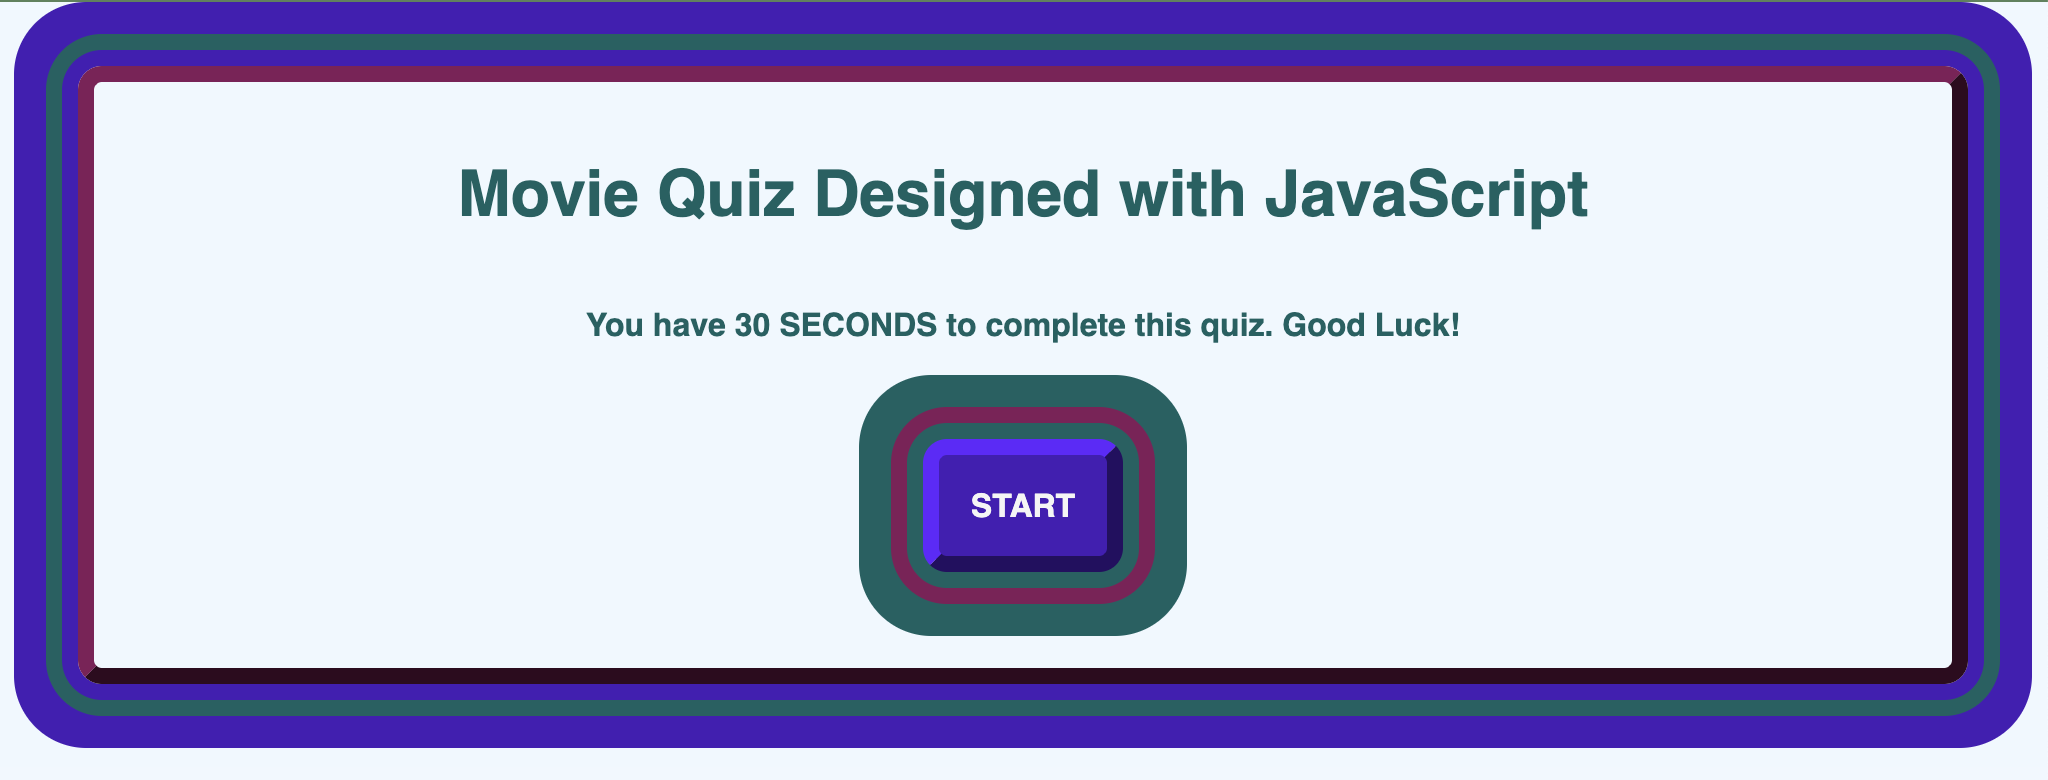 Movie Quiz Designed with JavaScript
You have 30 SECONDS to complete this quiz. Good Luck!
START